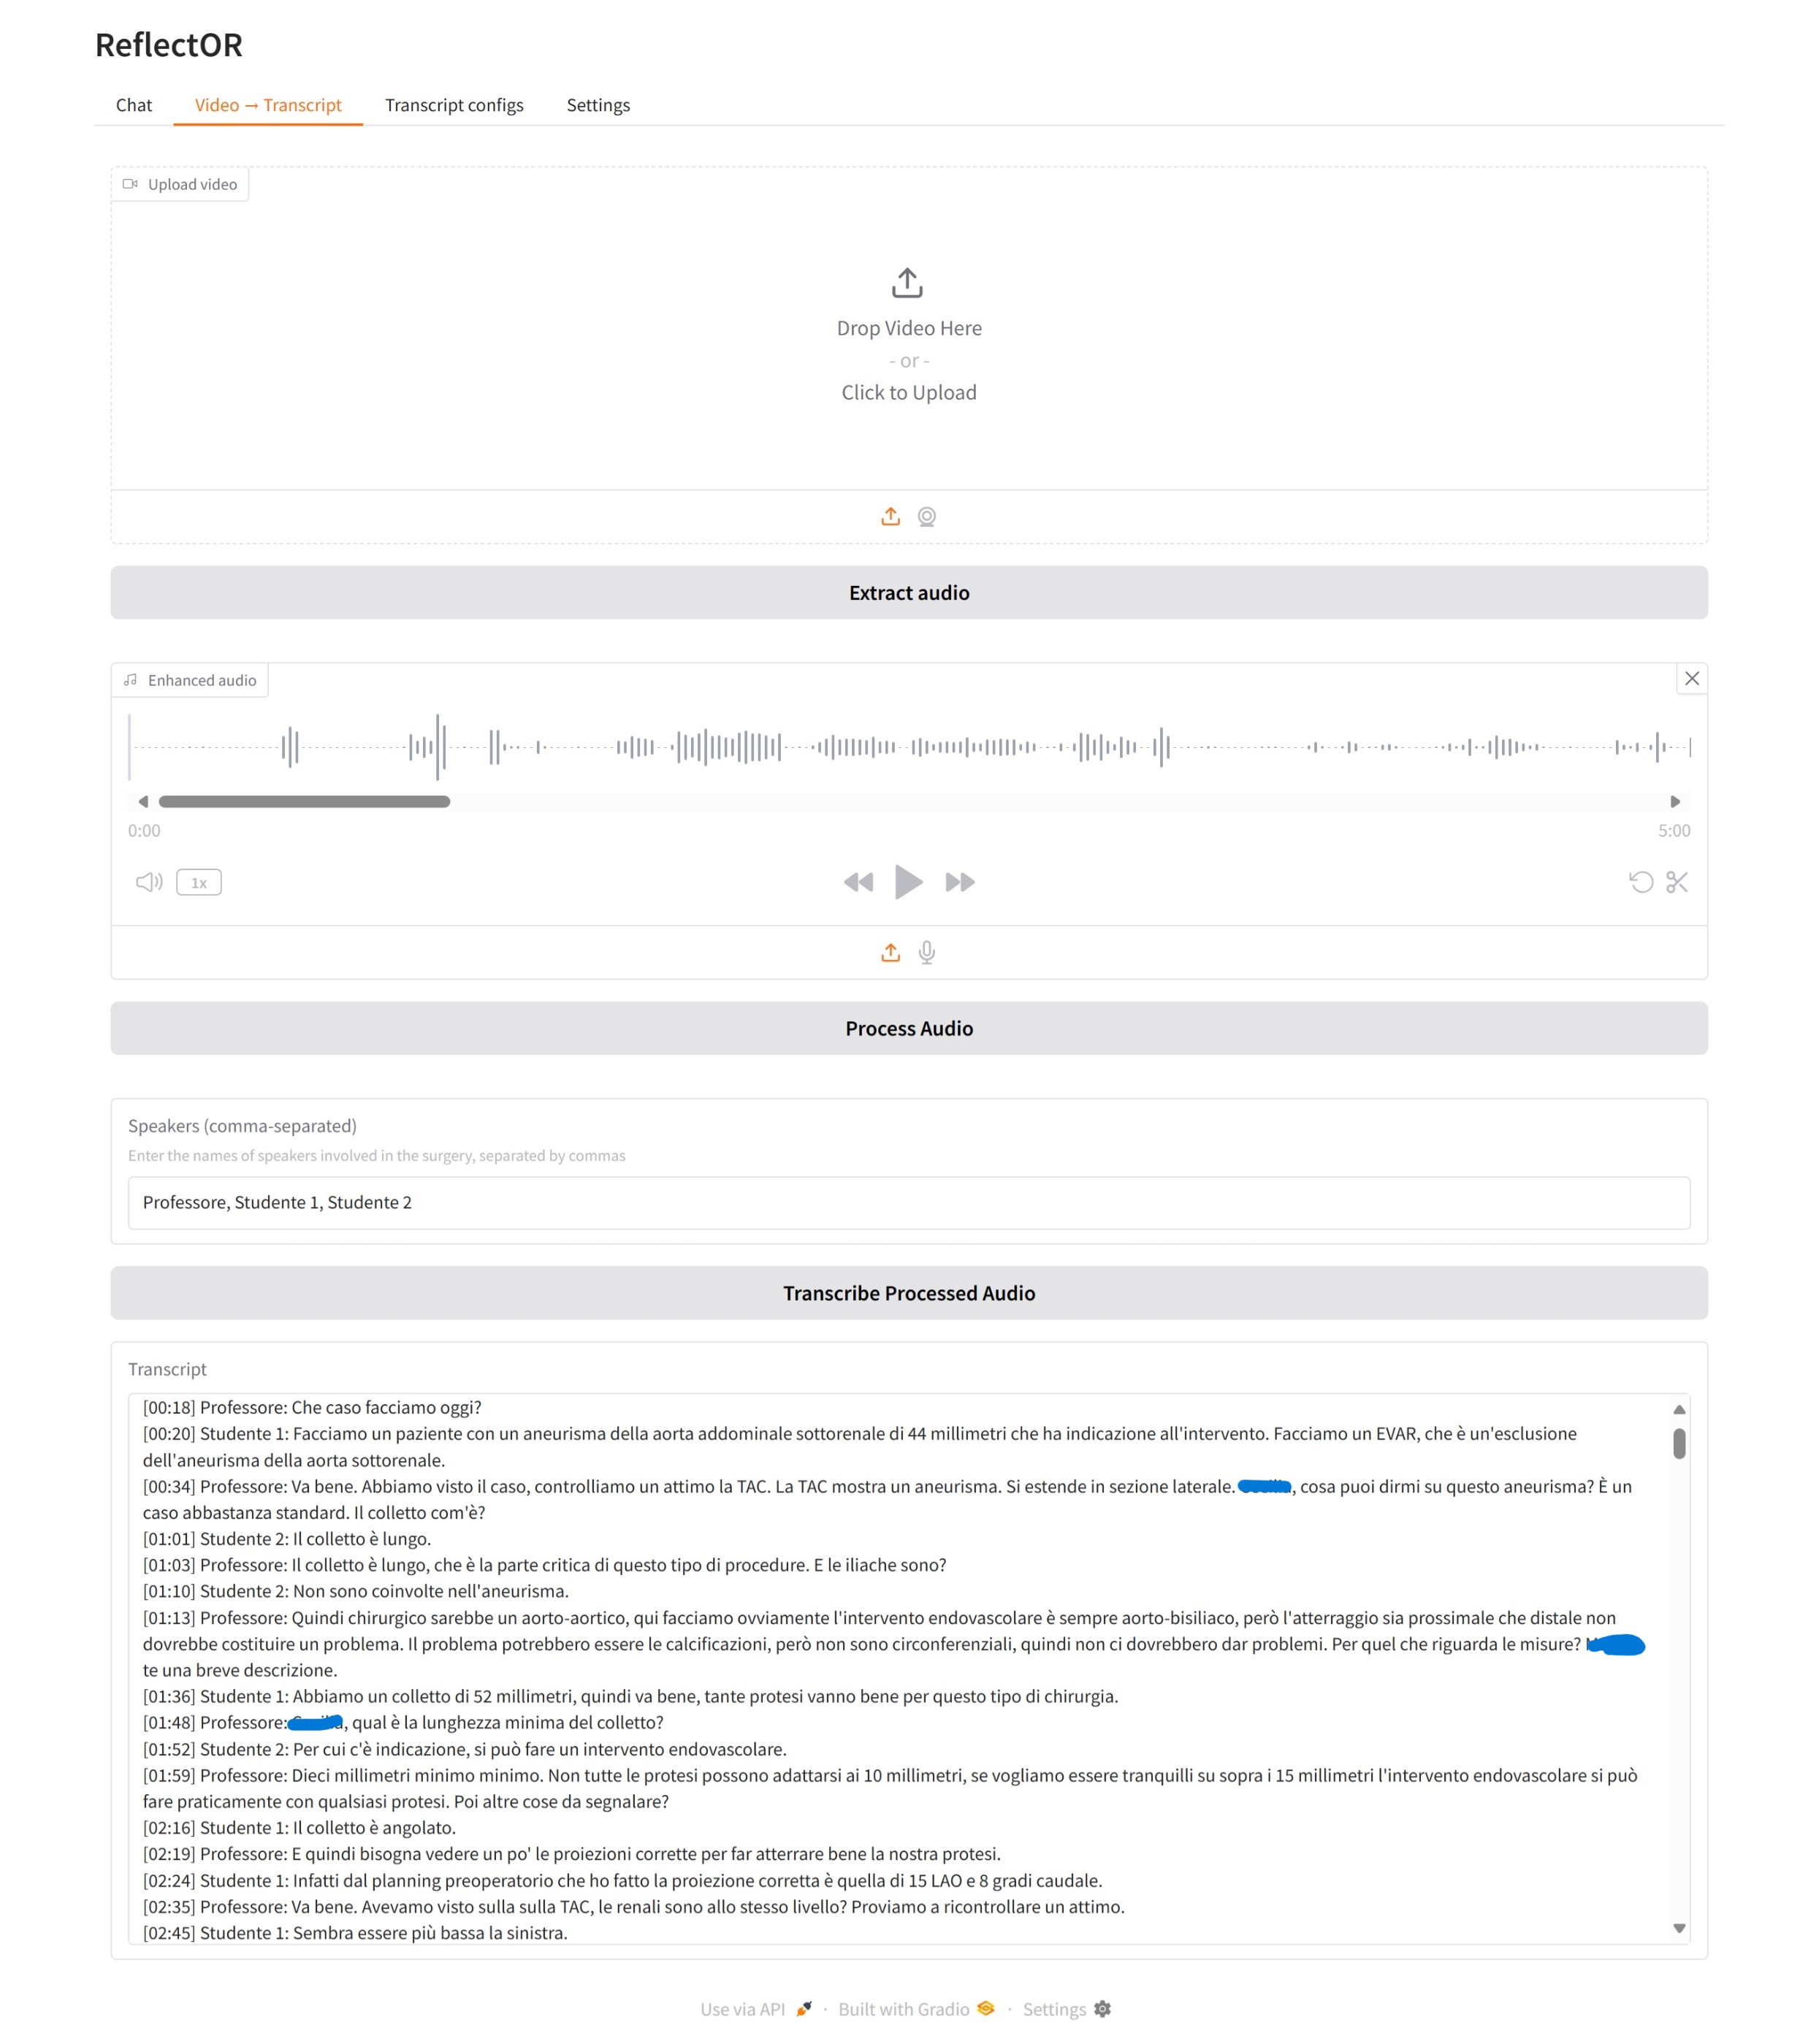 ReflectOR
Chat
Video → Transcript
Transcript configs
Settings
Upload video
Drop Video Here
- or -
Click to Upload
Extract audio
Enhanced audio
0:00
5:00
1x
Process Audio
Speakers (comma-separated)
Enter the names of speakers involved in the surgery, separated by commas
Professore, Studente 1, Studente 2
Transcribe Processed Audio
Transcript
[00:18] Professore: Che caso facciamo oggi?
[00:20] Studente 1: Facciamo un paziente con un aneurisma della aorta addominale sottorenale di 44 millimetri che ha indicazione all'intervento. Facciamo un EVAR, che è un'esclusione
dell'aneurisma della aorta sottorenale.
[00:34] Professore: Va bene. Abbiamo visto il caso, controlliamo un attimo la TAC. La TAC mostra un aneurisma. Si estende in sezione laterale. , cosa puoi dirmi su questo aneurisma? È un
caso abbastanza standard. Il colletto com'è?
[01:01] Studente 2: Il colletto è lungo.
[01:03] Professore: Il colletto è lungo, che è la parte critica di questo tipo di procedure. E le iliache sono?
[01:10] Studente 2: Non sono coinvolte nell'aneurisma.
[01:13] Professore: Quindi chirurgico sarebbe un aorto-aortico, qui facciamo ovviamente l'intervento endovascolare è sempre aorto-bisiliaco, però l'atterraggio sia prossimale che distale non
dovrebbe costituire un problema. Il problema potrebbero essere le calcificazioni, però non sono circonferenziali, quindi non ci dovrebbero dar problemi. Per quel che riguarda le misure?
te una breve descrizione.
[01:36] Studente 1: Abbiamo un colletto di 52 millimetri, quindi va bene, tante protesi vanno bene per questo tipo di chirurgia.
[01:48] Professore: , qual è la lunghezza minima del colletto?
[01:52] Studente 2: Per cui c'è indicazione, si può fare un intervento endovascolare.
[01:59] Professore: Dieci millimetri minimo minimo. Non tutte le protesi possono adattarsi ai 10 millimetri, se vogliamo essere tranquilli su sopra i 15 millimetri l'intervento endovascolare si può
fare praticamente con qualsiasi protesi. Poi altre cose da segnalare?
[02:16] Studente 1: Il colletto è angolato.
[02:19] Professore: E quindi bisogna vedere un po' le proiezioni corrette per far atterrare bene la nostra protesi.
[02:24] Studente 1: Infatti dal planning preoperatorio che ho fatto la proiezione corretta è quella di 15 LAO e 8 gradi caudale.
[02:35] Professore: Va bene. Avevamo visto sulla sulla TAC, le renali sono allo stesso livello? Proviamo a ricontrollare un attimo.
[02:45] Studente 1: Sembra essere più bassa la sinistra.
Use via API · Built with Gradio · Settings